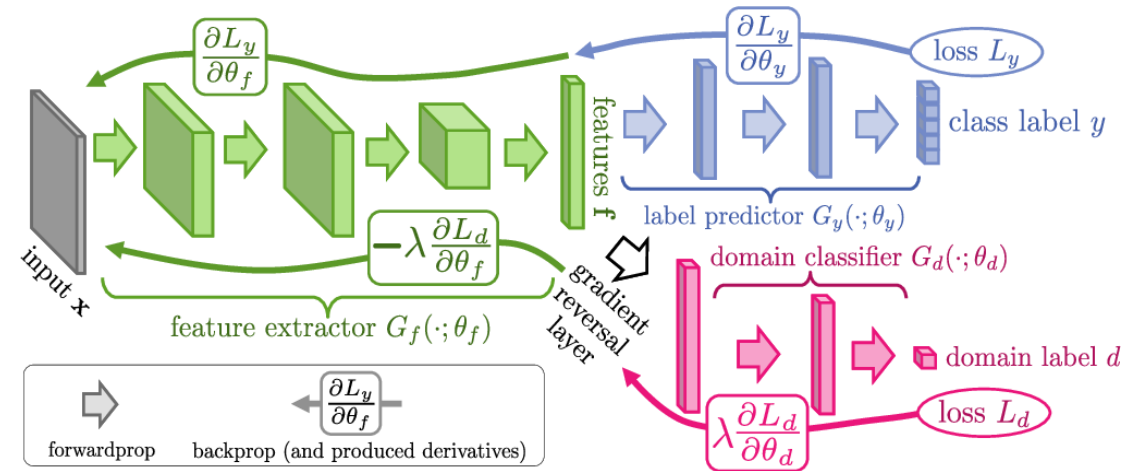 ∂L_y/∂θ_f
∂L_y/∂θ_y
loss L_y
features f
class label y
label predictor G_y(·; θ_y)
−λ ∂L_d/∂θ_f
input x
feature extractor G_f(·; θ_f)
gradient
reversal
layer
domain classifier G_d(·; θ_d)
domain label d
λ ∂L_d/∂θ_d
loss L_d
∂L_y/∂θ_f
forwardprop
backprop (and produced derivatives)